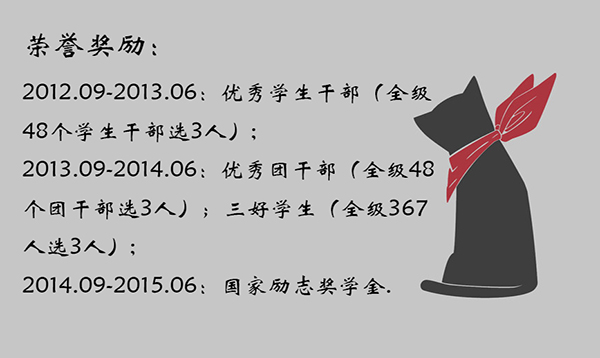 荣誉奖励：
2012.09-2013.06：优秀学生干部（全级
48个学生干部选3人）；
2013.09-2014.06：优秀团干部（全级48
个团干部选3人）；三好学生（全级367
人选3人）；
2014.09-2015.06：国家励志奖学金.